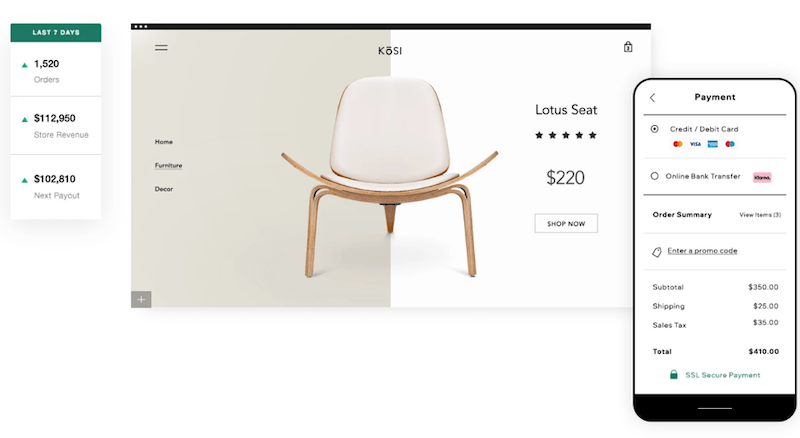 LAST 7 DAYS
1,520
Orders
$112,950
Store Revenue
$102,810
Next Payout
KōSI
Home
Furniture
Decor
Lotus Seat
$220
SHOP NOW
Payment
Credit / Debit Card
VISA
Online Bank Transfer
Klarna.
Order Summary
View Items (3)
Enter a promo code
Subtotal
$350.00
Shipping
$25.00
Sales Tax
$35.00
Total
$410.00
SSL Secure Payment